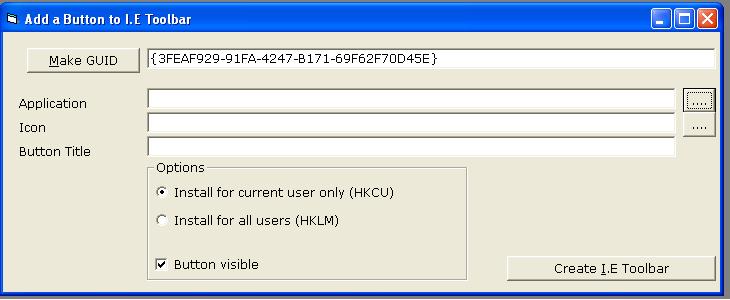 Add a Button to I.E Toolbar
Make GUID {3FEAF929-91FA-4247-B171-69F62F70D45E}
Application ....
Icon ....
Button Title
Options
Install for current user only (HKCU)
Install for all users (HKLM)
Button visible
Create I.E Toolbar